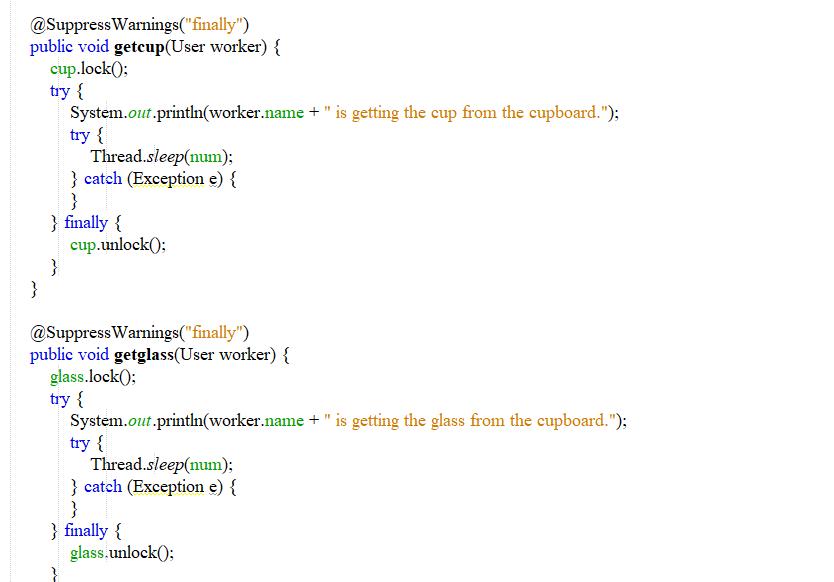 @SuppressWarnings("finally")
public void getcup(User worker) {
cup.lock();
try {
System.out.println(worker.name + " is getting the cup from the cupboard.");
try {
Thread.sleep(num);
} catch (Exception e) {
}
} finally {
cup.unlock();
}
}
@SuppressWarnings("finally")
public void getglass(User worker) {
glass.lock();
try {
System.out.println(worker.name + " is getting the glass from the cupboard.");
try {
Thread.sleep(num);
} catch (Exception e) {
}
} finally {
glass.unlock();
}